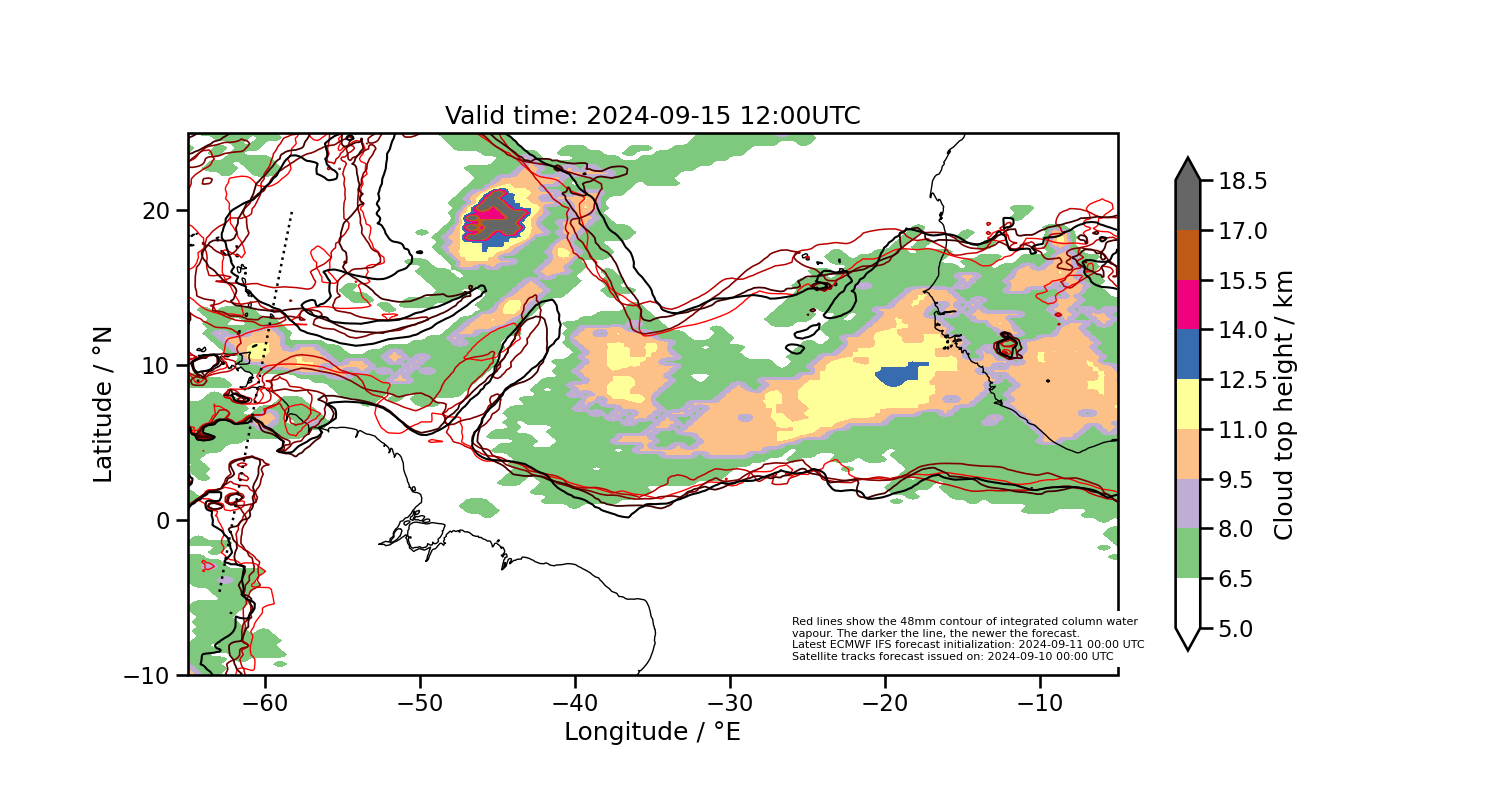 Valid time: 2024-09-15 12:00UTC
20
10
0
−10
Latitude / °N
−60
−50
−40
−30
−20
−10
Longitude / °E
Red lines show the 48mm contour of integrated column water
vapour. The darker the line, the newer the forecast.
Latest ECMWF IFS forecast initialization: 2024-09-11 00:00 UTC
Satellite tracks forecast issued on: 2024-09-10 00:00 UTC
18.5
17.0
15.5
14.0
12.5
11.0
9.5
8.0
6.5
5.0
Cloud top height / km